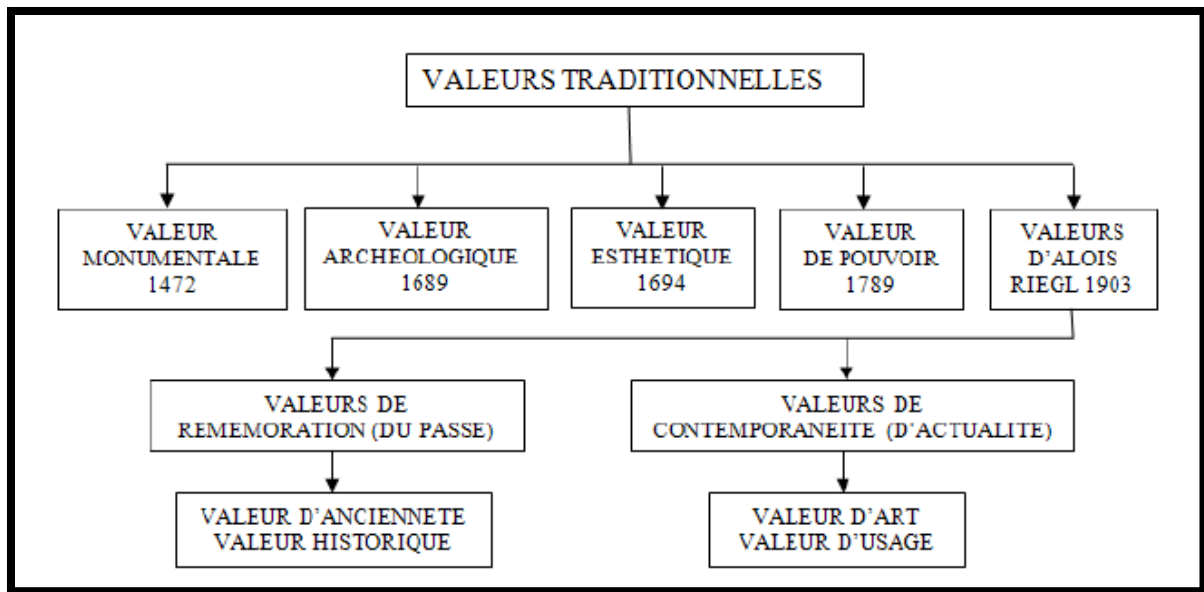 VALEURS TRADITIONNELLES
VALEUR
MONUMENTALE
1472
VALEUR
ARCHEOLOGIQUE
1689
VALEUR
ESTHETIQUE
1694
VALEUR
DE POUVOIR
1789
VALEURS
D'ALOIS
RIEGL 1903
VALEURS DE
REMEMORATION (DU PASSE)
VALEURS DE
CONTEMPORANEITE (D'ACTUALITE)
VALEUR D'ANCIENNETE
VALEUR HISTORIQUE
VALEUR D'ART
VALEUR D'USAGE